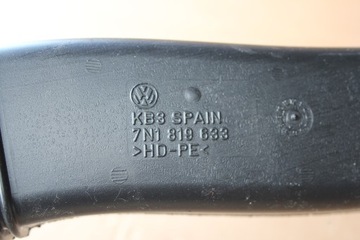 KB3 SPAIN
7N1 819 633
>HD-PE<